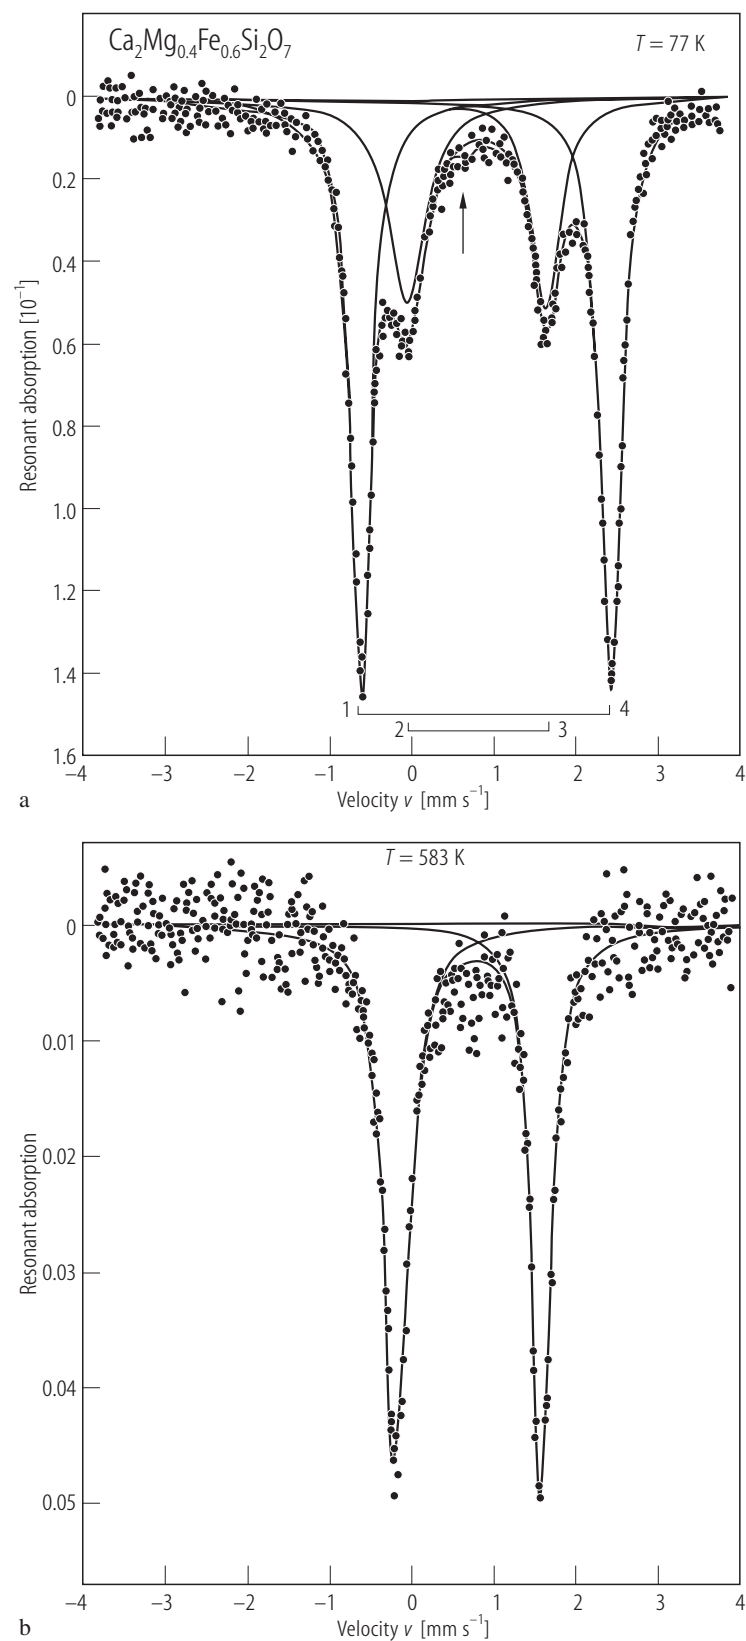 Ca2Mg0.4Fe0.6Si2O7
T = 77 K
0
0.2
0.4
0.6
0.8
1.0
1.2
1.4
1.6
Resonant absorption [10−1]
1
4
2
3
−4 −3 −2 −1 0 1 2 3 4
a
Velocity v [mm s−1]
T = 583 K
0
0.01
0.02
0.03
0.04
0.05
Resonant absorption
−4 −3 −2 −1 0 1 2 3 4
b
Velocity v [mm s−1]